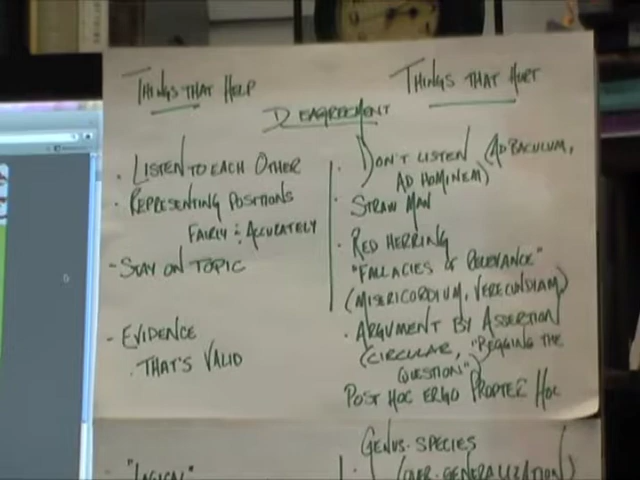 THINGS THAT HELP
THINGS THAT HURT
DISAGREEMENT
· LISTEN TO EACH OTHER
· REPRESENTING POSITIONS
FAIRLY & ACCURATELY
- STAY ON TOPIC
- EVIDENCE
· THAT'S VALID
- "LOGICAL"
· DON'T LISTEN (AD BACULUM,
AD HOMINEM)
· STRAW MAN
· RED HERRING
"FALLACIES OF RELEVANCE"
(MISERICORDIUM, VERECUNDIAM)
· ARGUMENT BY ASSERTION
(CIRCULAR, "BEGGING THE
QUESTION")
POST HOC ERGO PROPTER HOC
GENUS-SPECIES
(OVER-GENERALIZATION)